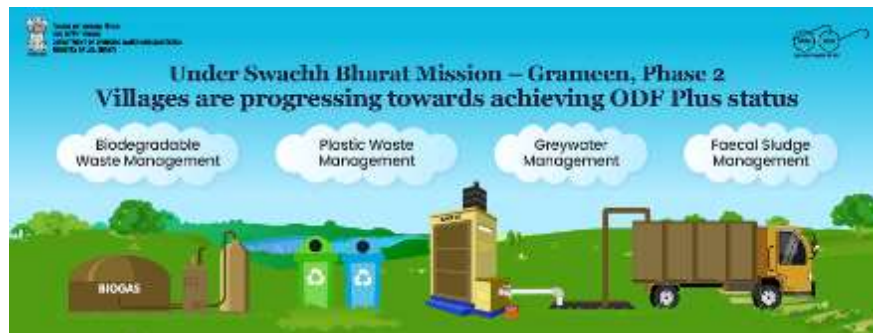 Under Swachh Bharat Mission – Grameen, Phase 2
Villages are progressing towards achieving ODF Plus status
Biodegradable
Waste Management
Plastic Waste
Management
Greywater
Management
Faecal Sludge
Management
BIOGAS